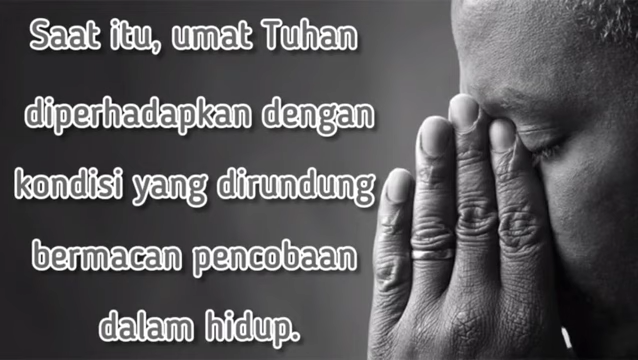 Saat itu, umat Tuhan
diperhadapkan dengan
kondisi yang dirundung
bermacan pencobaan
dalam hidup.